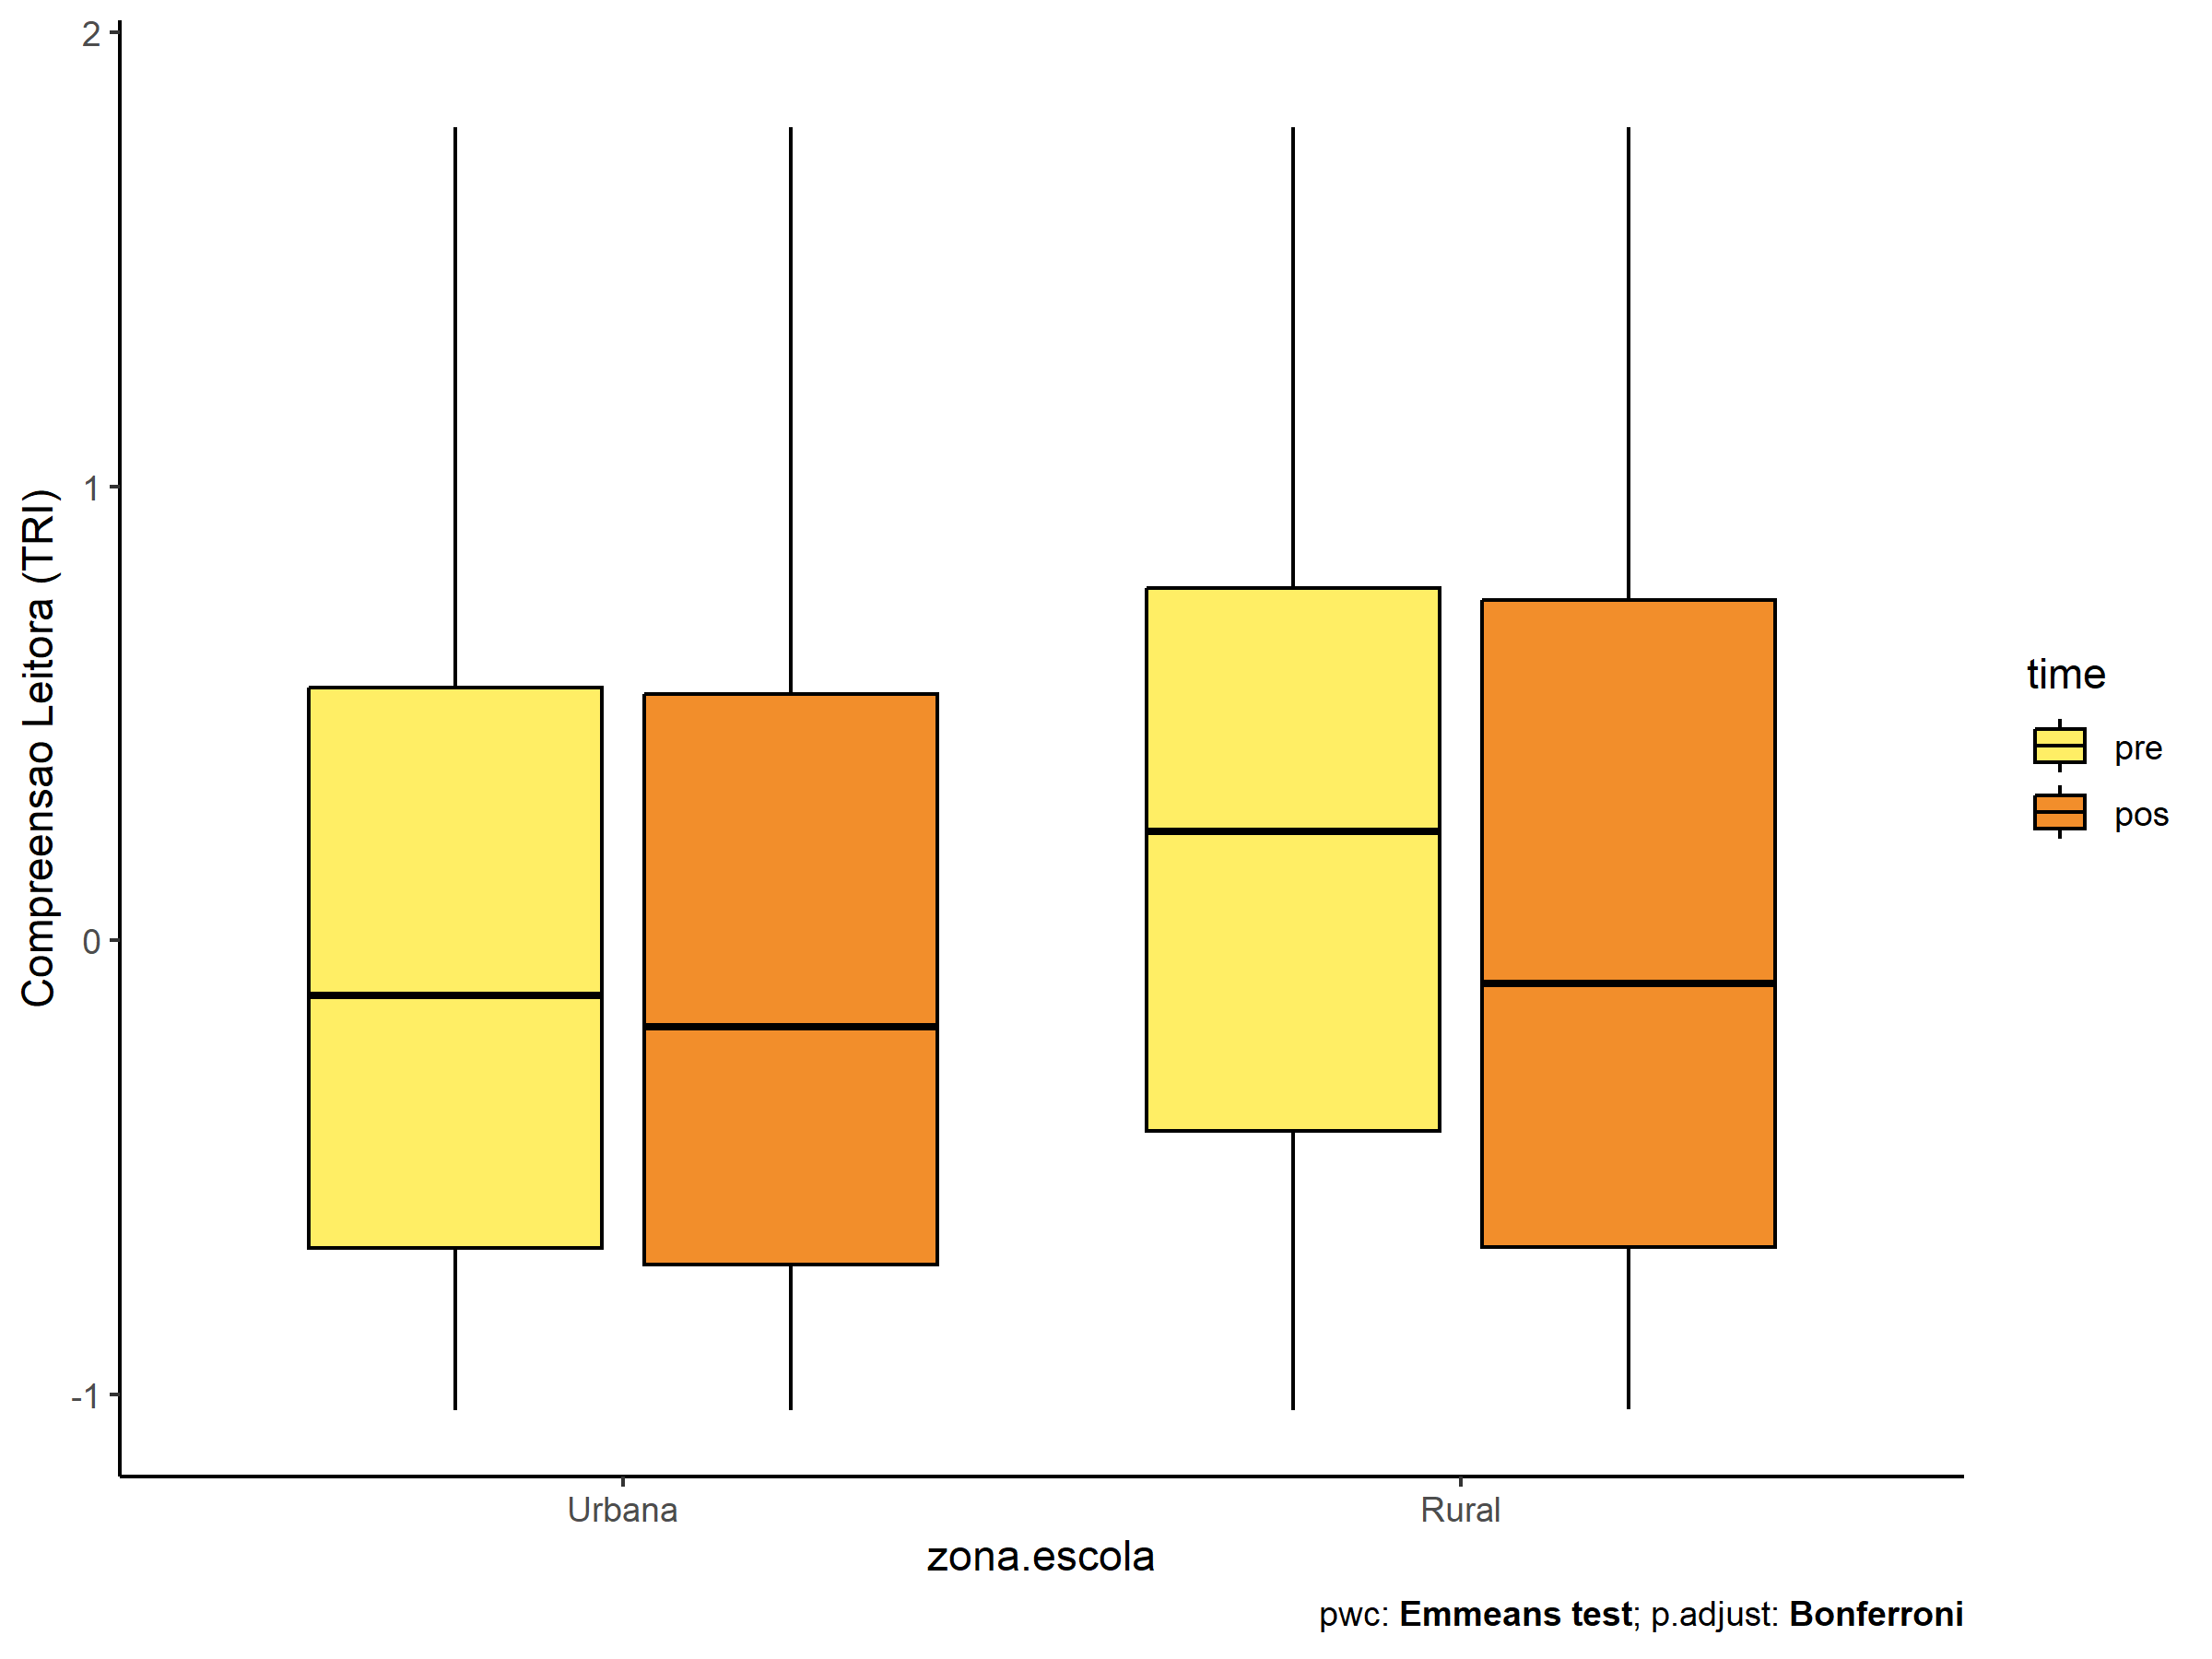 Compreensao Leitora (TRI)
2
1
0
-1
Urbana
Rural
zona.escola
time
pre
pos
pwc: Emmeans test; p.adjust: Bonferroni